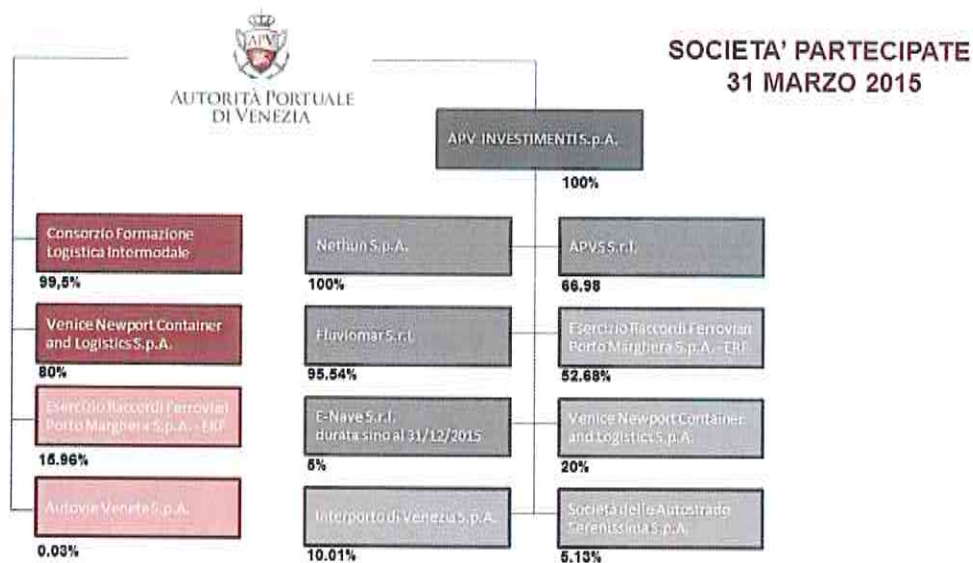 APV
AUTORITÀ PORTUALE
DI VENEZIA
SOCIETA' PARTECIPATE
31 MARZO 2015
APV INVESTIMENTI S.p.A.
100%
Consorzio Formazione
Logistica Intermodale
99,5%
Venice Newport Container
and Logistics S.p.A.
80%
Esercizio Raccordi Ferroviari
Porto Marghera S.p.A. - ERF
15.96%
Autovie Venete S.p.A.
0.03%
Nethun S.p.A.
100%
Fluviomar S.r.l.
95.54%
E-Nave S.r.l.
durata sino al 31/12/2015
5%
Interporto di Venezia S.p.A.
10.01%
APVS S.r.l.
66.98
Esercizio Raccordi Ferroviari
Porto Marghera S.p.A. - ERF
52.68%
Venice Newport Container
and Logistics S.p.A.
20%
Società delle Autostrade
Serenissima S.p.A.
5.13%